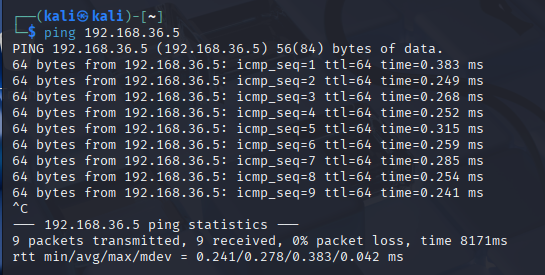 ┌──(kali㉿kali)-[~]
└─$ ping 192.168.36.5
PING 192.168.36.5 (192.168.36.5) 56(84) bytes of data.
64 bytes from 192.168.36.5: icmp_seq=1 ttl=64 time=0.383 ms
64 bytes from 192.168.36.5: icmp_seq=2 ttl=64 time=0.249 ms
64 bytes from 192.168.36.5: icmp_seq=3 ttl=64 time=0.268 ms
64 bytes from 192.168.36.5: icmp_seq=4 ttl=64 time=0.252 ms
64 bytes from 192.168.36.5: icmp_seq=5 ttl=64 time=0.315 ms
64 bytes from 192.168.36.5: icmp_seq=6 ttl=64 time=0.259 ms
64 bytes from 192.168.36.5: icmp_seq=7 ttl=64 time=0.285 ms
64 bytes from 192.168.36.5: icmp_seq=8 ttl=64 time=0.254 ms
64 bytes from 192.168.36.5: icmp_seq=9 ttl=64 time=0.241 ms
^C
--- 192.168.36.5 ping statistics ---
9 packets transmitted, 9 received, 0% packet loss, time 8171ms
rtt min/avg/max/mdev = 0.241/0.278/0.383/0.042 ms